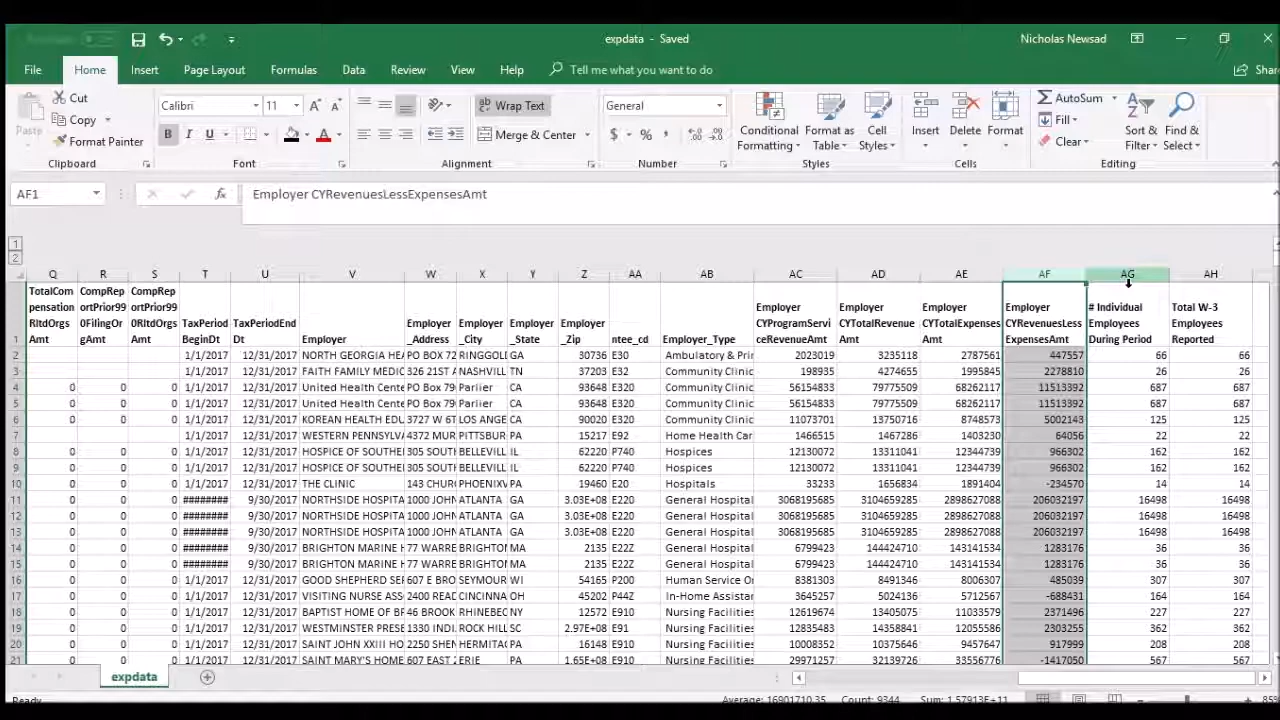 expdata - Saved
Nicholas Newsad
File Home Insert Page Layout Formulas Data Review View Help Tell me what you want to do Shar
Cut
Copy
Format Painter
Paste
Clipboard
Calibri 11
B I U
Font
Wrap Text
Merge & Center
Alignment
General
$ % ,
Number
Conditional Formatting
Format as Table
Cell Styles
Styles
Insert Delete Format
Cells
AutoSum
Fill
Clear
Sort & Filter
Find & Select
Editing
AF1 fx Employer CYRevenuesLessExpensesAmt
1
2
Q R S T U V W X Y Z AA AB AC AD AE AF AG AH
1 TotalCompensationRltdOrgsAmt CompReportPrior990FilingOrgAmt CompReportPrior990RltdOrgsAmt TaxPeriodBeginDt TaxPeriodEndDt Employer Employer_Address Employer_City Employer_State Employer_Zip ntee_cd Employer_Type Employer CYProgramServiceRevenueAmt Employer CYTotalRevenueAmt Employer CYTotalExpensesAmt Employer CYRevenuesLessExpensesAmt # Individual Employees During Period Total W-3 Employees Reported
2 1/1/2017 12/31/2017 NORTH GEORGIA HEA PO BOX 72 RINGGOLD GA 30736 E30 Ambulatory & Prin 2023019 3235118 2787561 447557 66 66
3 1/1/2017 12/31/2017 FAITH FAMILY MEDIC 326 21ST A NASHVILL TN 37203 E32 Community Clinic 198935 4274655 1995845 2278810 26 26
4 0 0 0 1/1/2017 12/31/2017 United Health Cente PO Box 79 Parlier CA 93648 E32 Community Clinic 56154833 79775509 68262117 11513392 687 687
5 0 0 0 1/1/2017 12/31/2017 United Health Cente PO Box 79 Parlier CA 93648 E32 Community Clinic 56154833 79775509 68262117 11513392 687 687
6 0 0 0 1/1/2017 12/31/2017 KOREAN HEALTH EDU 3727 W 6T LOS ANGE CA 90020 E32 Community Clinic 11073701 13750716 8748573 5002143 125 125
7 1/1/2017 12/31/2017 WESTERN PENNSYLVA 4372 MUR PITTSBUR PA 15217 E92 Home Health Car 1466515 1467286 1403230 64056 22 22
8 0 0 0 1/1/2017 12/31/2017 HOSPICE OF SOUTHE 305 SOUT BELLEVIL IL 62220 P740 Hospices 12130072 13311041 12344739 966302 162 162
9 0 0 0 1/1/2017 12/31/2017 HOSPICE OF SOUTHE 305 SOUT BELLEVIL IL 62220 P740 Hospices 12130072 13311041 12344739 966302 162 162
10 0 0 0 1/1/2017 12/31/2017 THE CLINIC 143 CHUR PHOENIXV PA 19460 E20 Hospitals 33233 1656834 1891404 -234570 14 14
11 0 0 0 ######## 9/30/2017 NORTHSIDE HOSPITA 1000 JOHN ATLANTA GA 3.03E+08 E220 General Hospital 3068195685 3104659285 2898627088 206032197 16498 16498
12 0 0 0 ######## 9/30/2017 NORTHSIDE HOSPITA 1000 JOHN ATLANTA GA 3.03E+08 E220 General Hospital 3068195685 3104659285 2898627088 206032197 16498 16498
13 0 0 0 ######## 9/30/2017 NORTHSIDE HOSPITA 1000 JOHN ATLANTA GA 3.03E+08 E220 General Hospital 3068195685 3104659285 2898627088 206032197 16498 16498
14 0 0 0 ######## 9/30/2017 BRIGHTON MARINE H 77 WARRE BRIGHTON MA 2135 E22Z General Hospital 6799423 144424710 143141534 1283176 36 36
15 0 0 0 ######## 9/30/2017 BRIGHTON MARINE H 77 WARRE BRIGHTON MA 2135 E22Z General Hospital 6799423 144424710 143141534 1283176 36 36
16 0 0 0 1/1/2017 12/31/2017 GOOD SHEPHERD SER 607 E BRO SEYMOUR WI 54165 P200 Human Service O 8381303 8491346 8006307 485039 307 307
17 0 0 0 1/1/2017 12/31/2017 VISITING NURSE ASS 2400 READ CINCINNA OH 45202 P44Z In-Home Assistan 3645257 5024136 5712567 -688431 164 164
18 0 0 0 1/1/2017 12/31/2017 BAPTIST HOME OF BR 46 BROOK RHINEBEC NY 12572 E910 Nursing Facilities 12619674 13405075 11033579 2371496 227 227
19 0 0 0 1/1/2017 12/31/2017 WESTMINSTER PRESE 1330 INDI ROCK HILL SC 2.97E+08 E91 Nursing Facilities 12835483 14358841 12055586 2303255 362 362
20 0 0 0 1/1/2017 12/31/2017 SAINT JOHN XXIII HO 2250 SHEN HERMITAG PA 16148 E910 Nursing Facilities 10008352 10375646 9457647 917999 208 208
21 0 0 0 1/1/2017 12/31/2017 SAINT MARY'S HOME 607 EAST ERIE PA 1.65E+08 E910 Nursing Facilities 29971257 32139726 33556776 -1417050 567 567
expdata
Ready Average: 16901710.35 Count: 9344 Sum: 1.57913E+11 85%